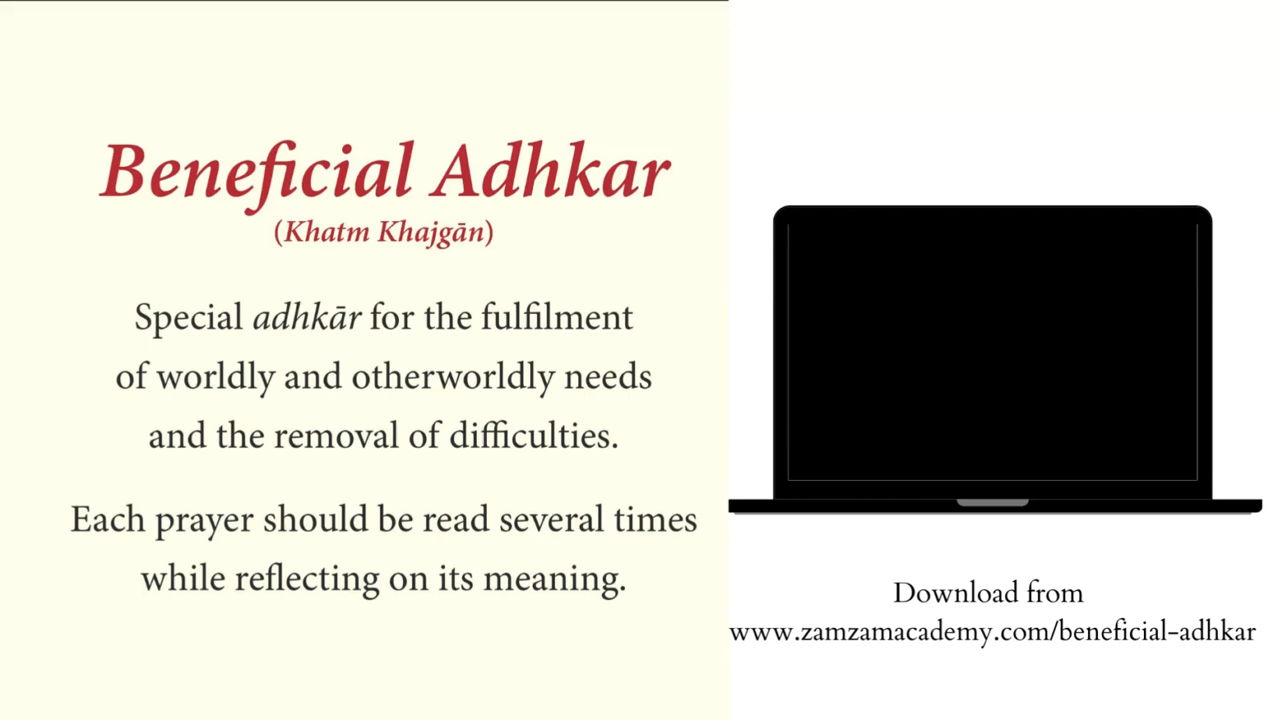 Beneficial Adhkar
(Khatm Khajgān)
Special adhkār for the fulfilment
of worldly and otherworldly needs
and the removal of difficulties.
Each prayer should be read several times
while reflecting on its meaning.
Download from
www.zamzamacademy.com/beneficial-adhkar